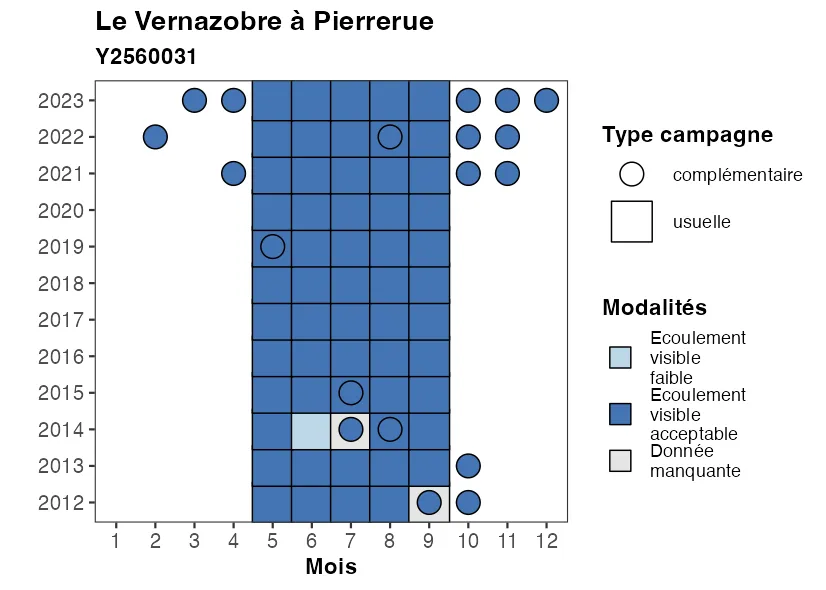 Le Vernazobre à Pierrerue
Y2560031
2023
2022
2021
2020
2019
2018
2017
2016
2015
2014
2013
2012
1 2 3 4 5 6 7 8 9 10 11 12
Mois
Type campagne
complémentaire
usuelle
Modalités
Ecoulement
visible
faible
Ecoulement
visible
acceptable
Donnée
manquante